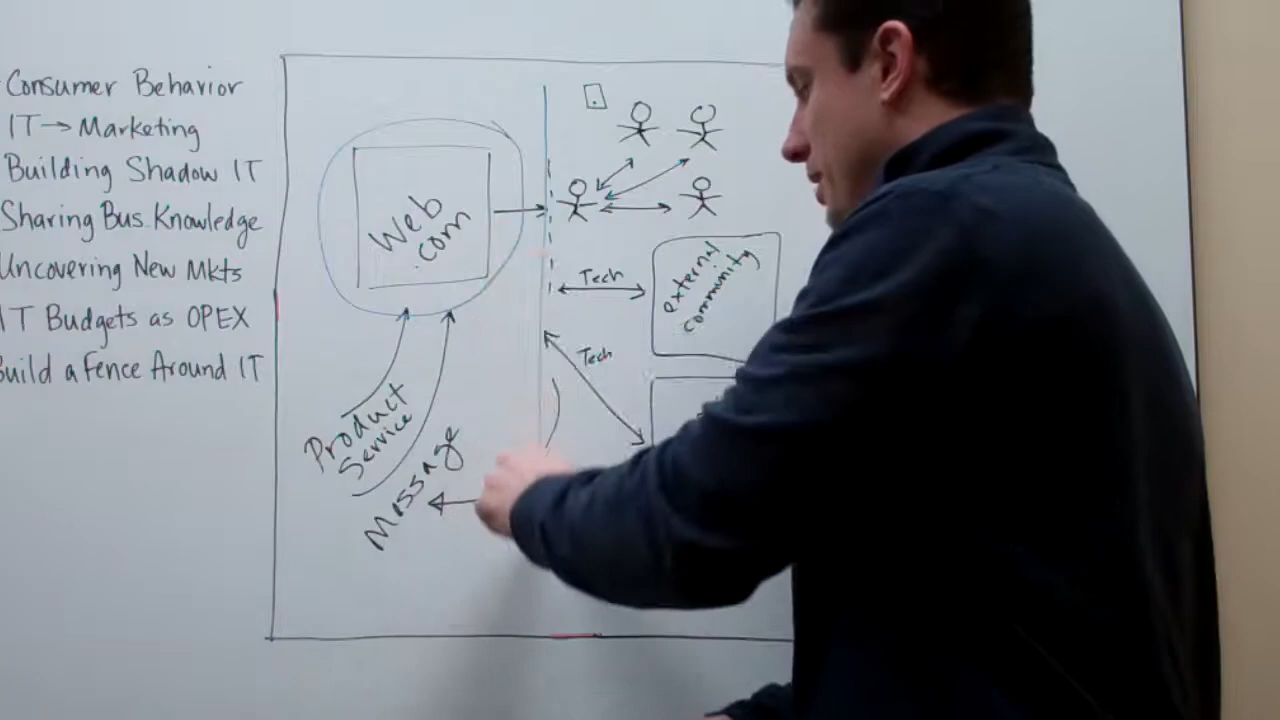 Consumer Behavior
IT → Marketing
Building Shadow IT
Sharing Bus. Knowledge
Uncovering New Mkts
IT Budgets as OPEX
Build a Fence Around IT
Web
.com
Product
Service
Message
Tech
external
community
Tech